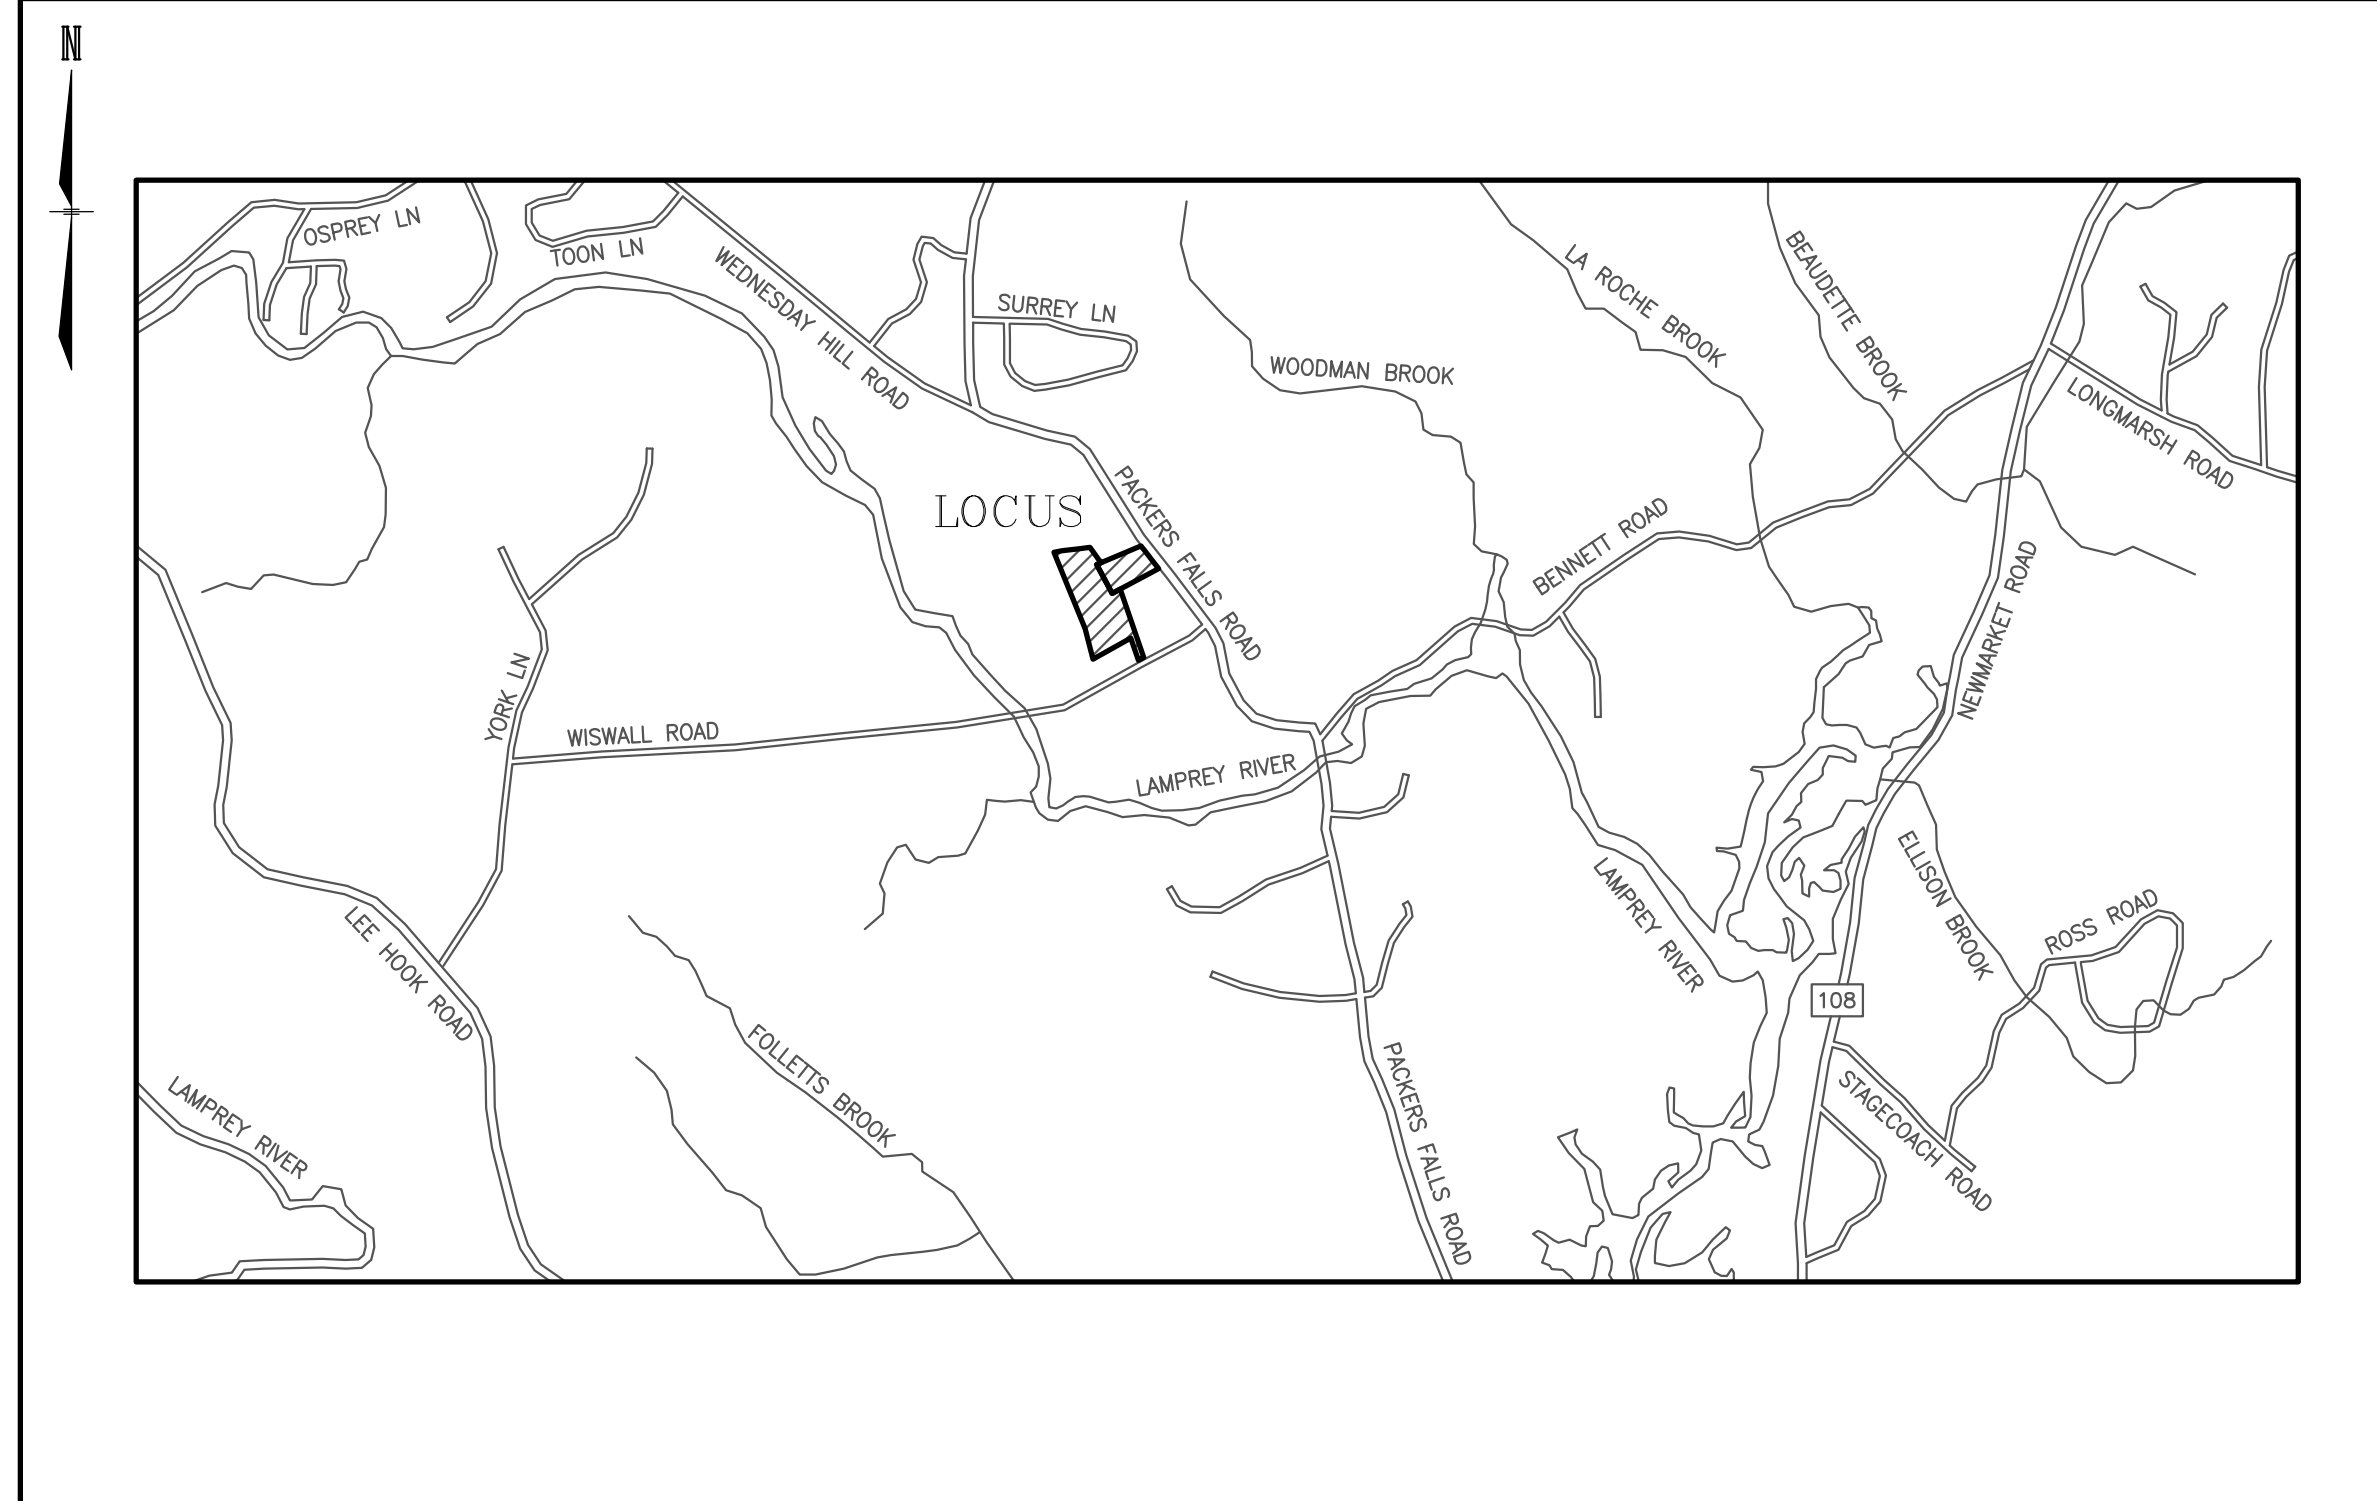 N
OSPREY LN
TOON LN
WEDNESDAY HILL ROAD
SURREY LN
WOODMAN BROOK
LA ROCHE BROOK
BEAUDETTE BROOK
LONGMARSH ROAD
LOCUS
PACKERS FALLS ROAD
BENNETT ROAD
NEWMARKET ROAD
YORK LN
WISWALL ROAD
LAMPREY RIVER
LAMPREY RIVER
ELLISON BROOK
ROSS ROAD
LEE HOOK ROAD
108
FOLLETTS BROOK
PACKERS FALLS ROAD
STAGECOACH ROAD
LAMPREY RIVER